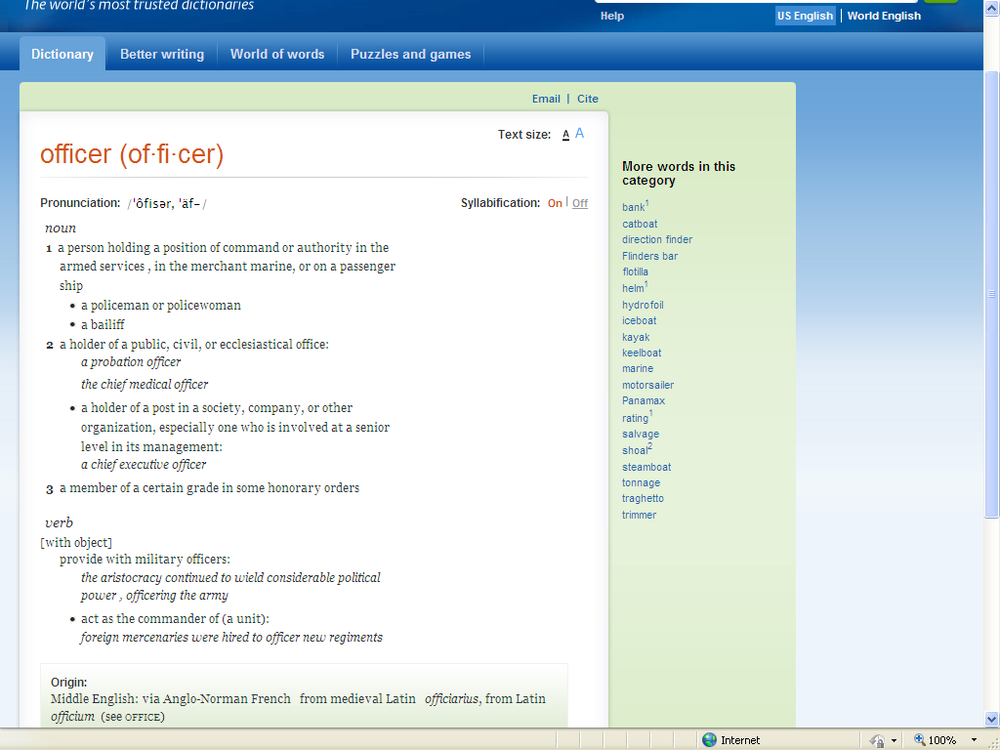 The world's most trusted dictionaries
Help
US English | World English
Dictionary
Better writing
World of words
Puzzles and games
Email | Cite
Text size: A A
officer (of·fi·cer)
Pronunciation: /ˈôfisər, ˈäf-/
Syllabification: On | Off
noun
1 a person holding a position of command or authority in the
armed services , in the merchant marine, or on a passenger
ship
• a policeman or policewoman
• a bailiff
2 a holder of a public, civil, or ecclesiastical office:
a probation officer
the chief medical officer
• a holder of a post in a society, company, or other
organization, especially one who is involved at a senior
level in its management:
a chief executive officer
3 a member of a certain grade in some honorary orders
verb
[with object]
provide with military officers:
the aristocracy continued to wield considerable political
power , officering the army
• act as the commander of (a unit):
foreign mercenaries were hired to officer new regiments
Origin:
Middle English: via Anglo-Norman French from medieval Latin officiarius, from Latin
officium (see OFFICE)
More words in this
category
bank1
catboat
direction finder
Flinders bar
flotilla
helm1
hydrofoil
iceboat
kayak
keelboat
marine
motorsailer
Panamax
rating1
salvage
shoal2
steamboat
tonnage
traghetto
trimmer
Internet
100%